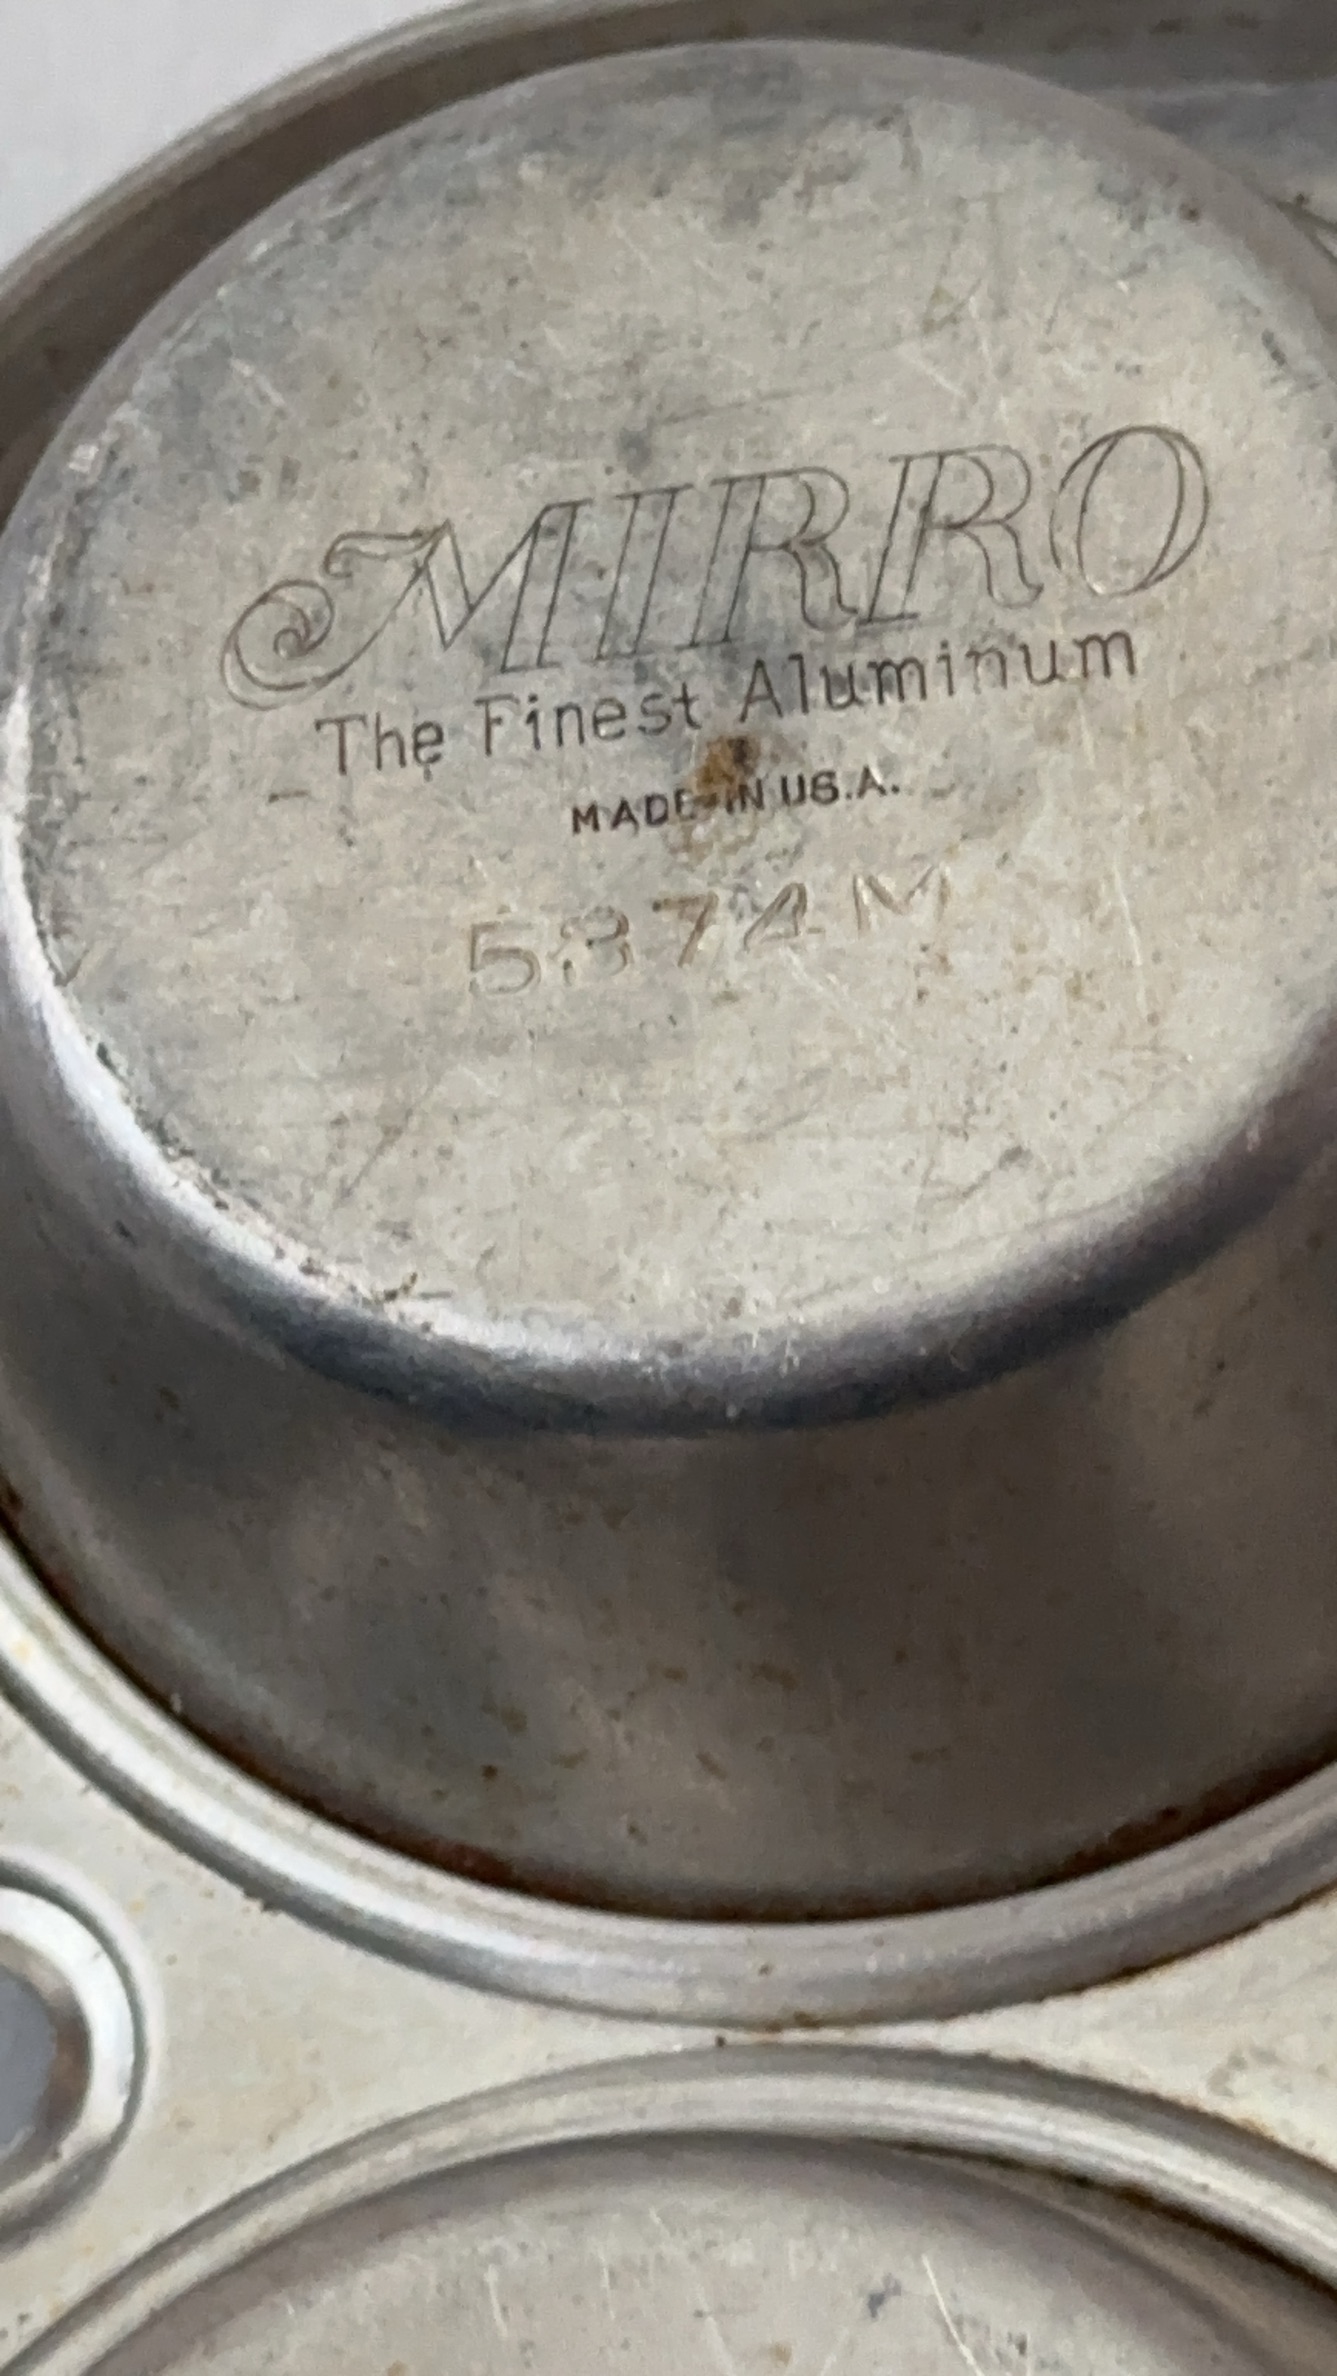 MIRRO
The Finest Aluminum
MADE IN U.S.A.
5374M